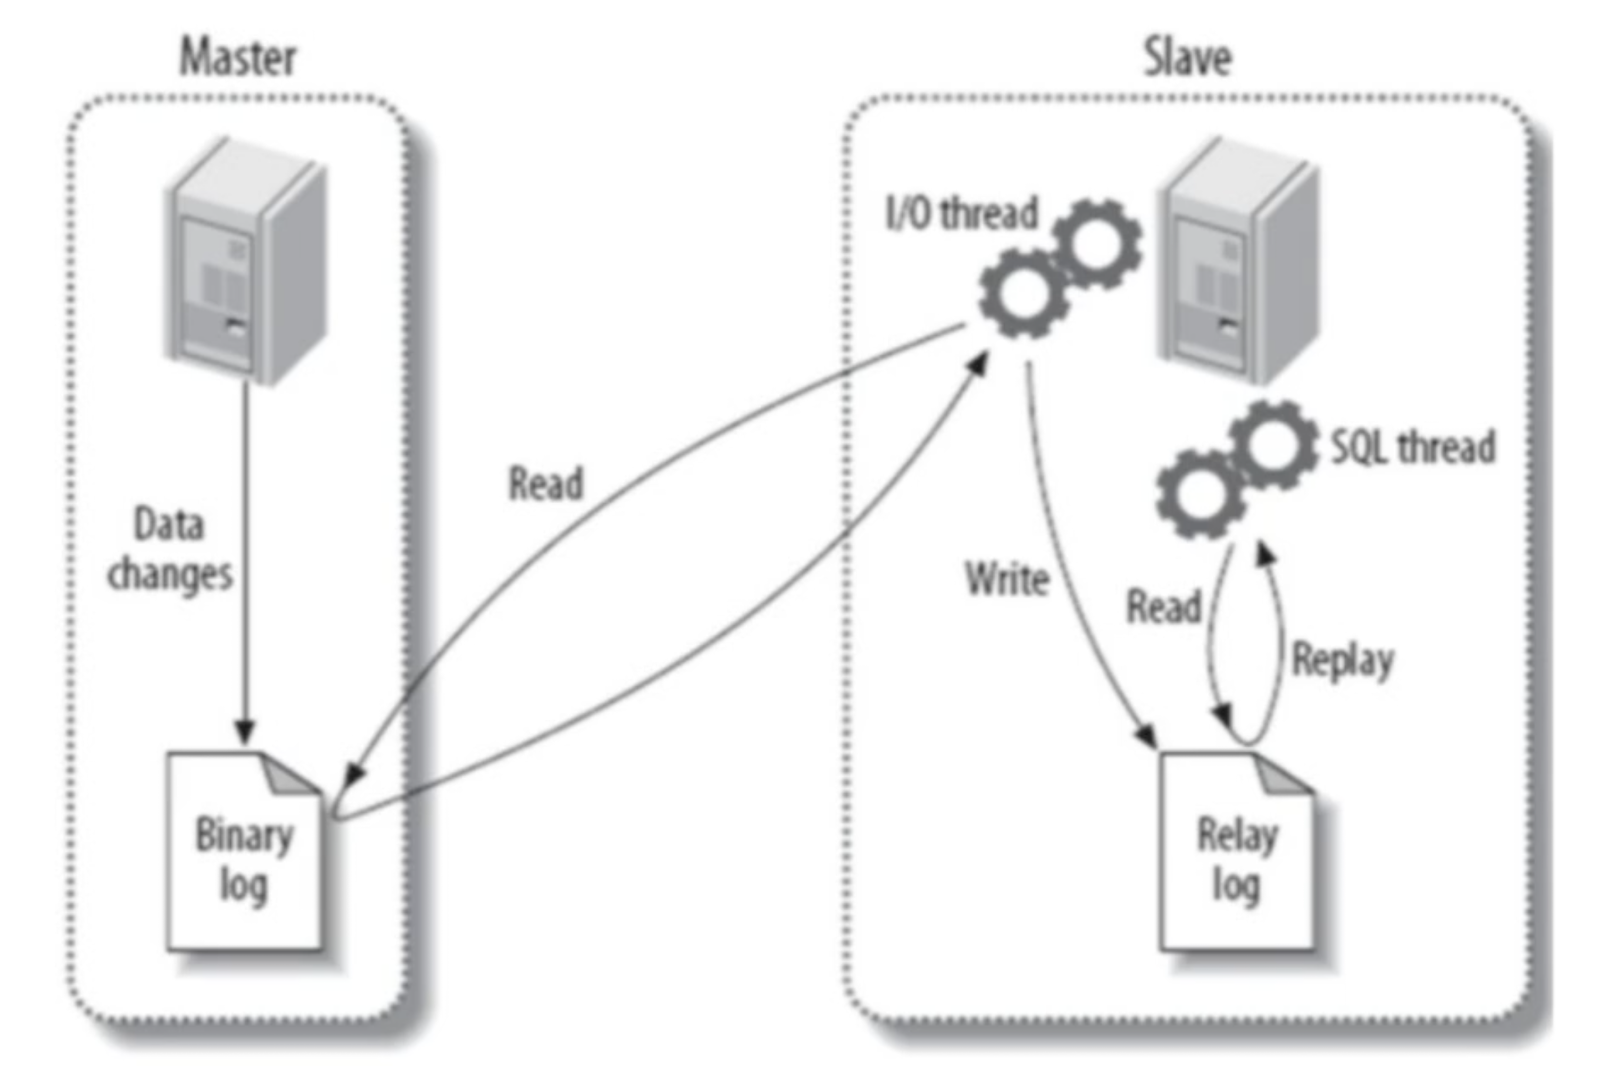 Master
Slave
I/O thread
SQL thread
Read
Data
changes
Write
Read
Replay
Binary
log
Relay
log